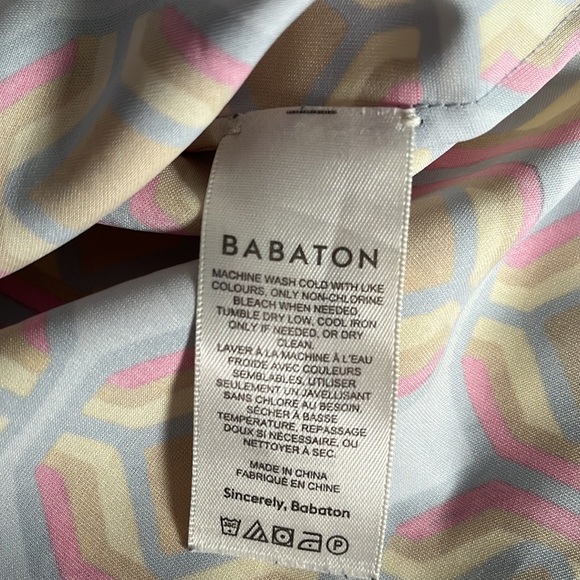 BABATON
MACHINE WASH COLD WITH LIKE
COLOURS, ONLY NON-CHLORINE
BLEACH WHEN NEEDED,
TUMBLE DRY LOW, COOL IRON
ONLY IF NEEDED, OR DRY
CLEAN.
LAVER À LA MACHINE À L'EAU
FROIDE AVEC COULEURS
SEMBLABLES, UTILISER
SEULEMENT UN JAVELLISANT
SANS CHLORE AU BESOIN,
SÉCHER À BASSE
TEMPÉRATURE, REPASSAGE
DOUX SI NÉCESSAIRE, OU
NETTOYER À SEC.
MADE IN CHINA
FABRIQUÉ EN CHINE
Sincerely, Babaton
P